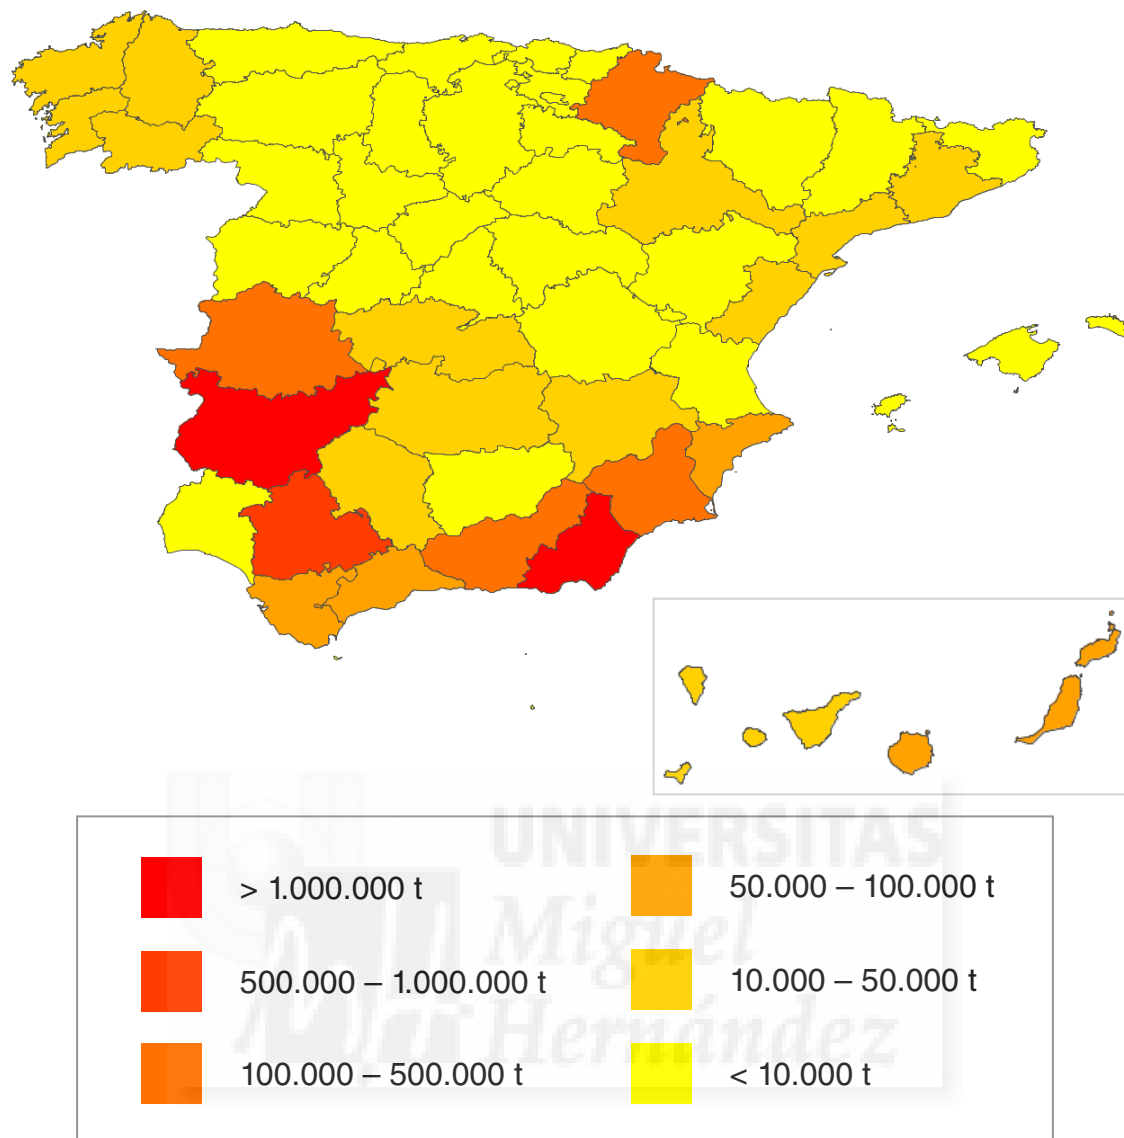 UNIVERSITAS
Miguel
Hernández
> 1.000.000 t
500.000 – 1.000.000 t
100.000 – 500.000 t
50.000 – 100.000 t
10.000 – 50.000 t
< 10.000 t